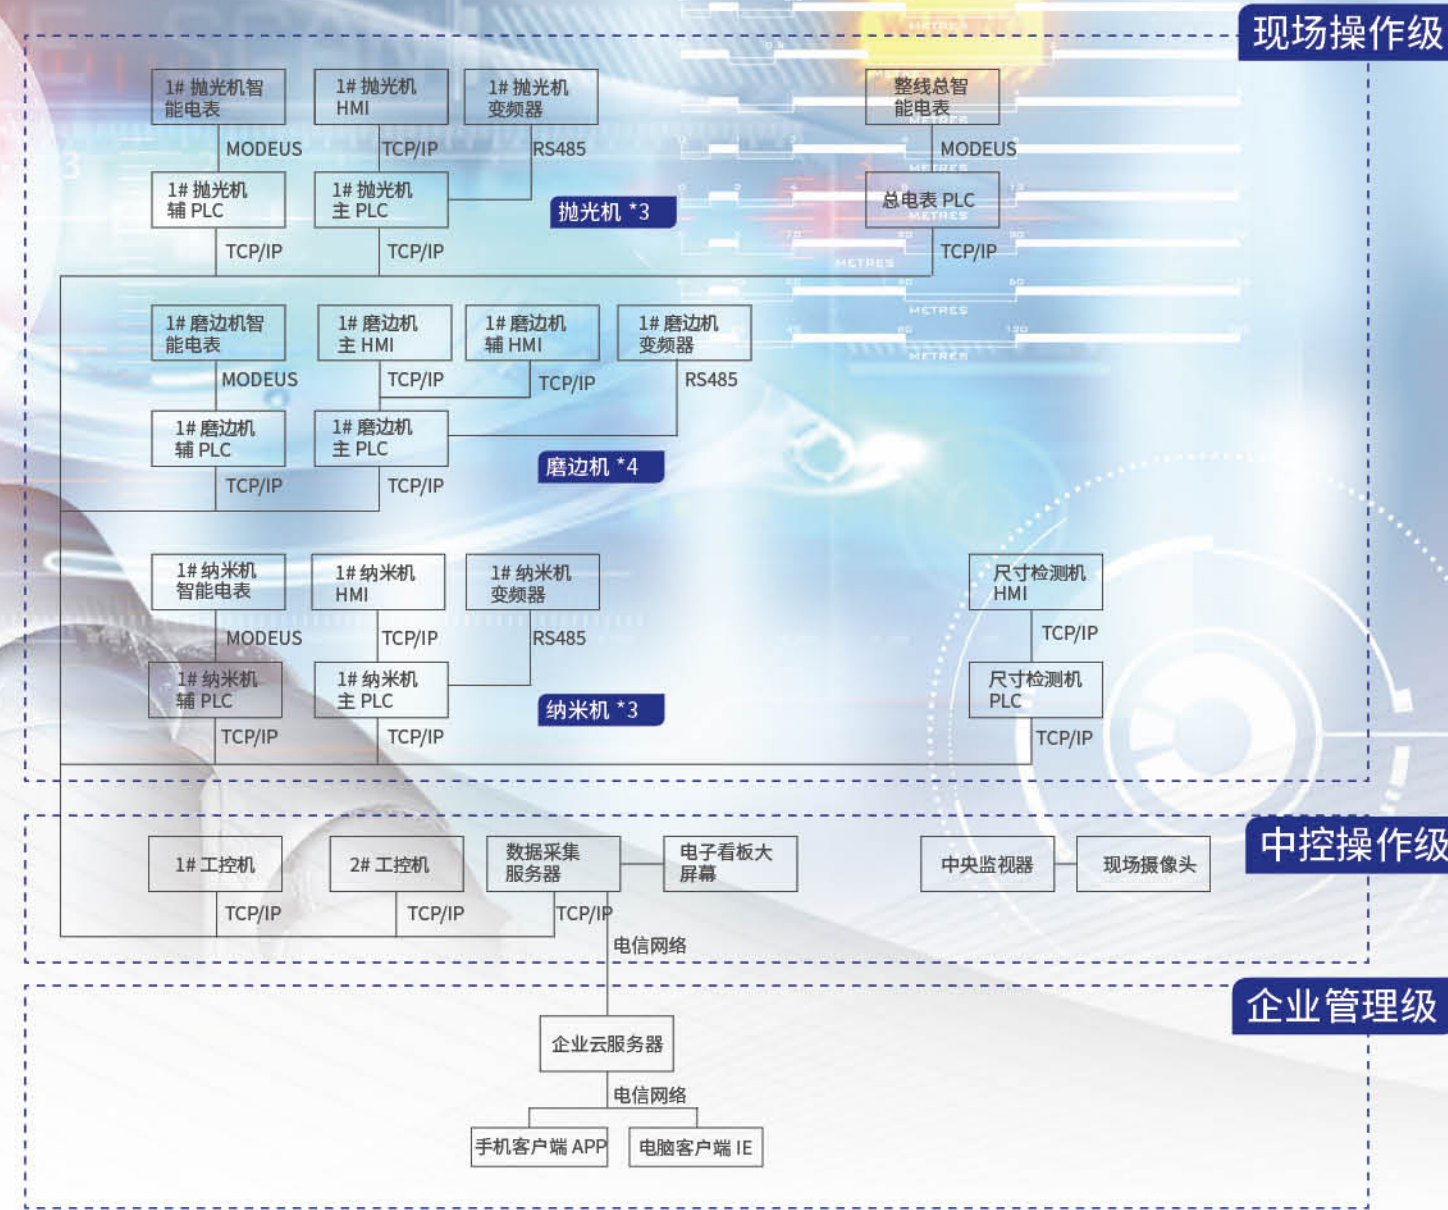 现场操作级
1# 抛光机智
能电表
1# 抛光机
HMI
1# 抛光机
变频器
整线总智
能电表
MODEUS
TCP/IP
RS485
MODEUS
1# 抛光机
辅 PLC
1# 抛光机
主 PLC
抛光机 *3
总电表 PLC
TCP/IP
TCP/IP
TCP/IP
1# 磨边机智
能电表
1# 磨边机
主 HMI
1# 磨边机
辅 HMI
1# 磨边机
变频器
MODEUS
TCP/IP
TCP/IP
RS485
1# 磨边机
辅 PLC
1# 磨边机
主 PLC
磨边机 *4
TCP/IP
TCP/IP
1# 纳米机
智能电表
1# 纳米机
HMI
1# 纳米机
变频器
尺寸检测机
HMI
MODEUS
TCP/IP
RS485
TCP/IP
1# 纳米机
辅 PLC
1# 纳米机
主 PLC
纳米机 *3
尺寸检测机
PLC
TCP/IP
TCP/IP
TCP/IP
中控操作级
1# 工控机
2# 工控机
数据采集
服务器
电子看板大
屏幕
中央监视器
现场摄像头
TCP/IP
TCP/IP
TCP/IP
电信网络
企业管理级
企业云服务器
电信网络
手机客户端 APP
电脑客户端 IE
METRES
METRES
METRES
METRES
METRES
METRES
METRES